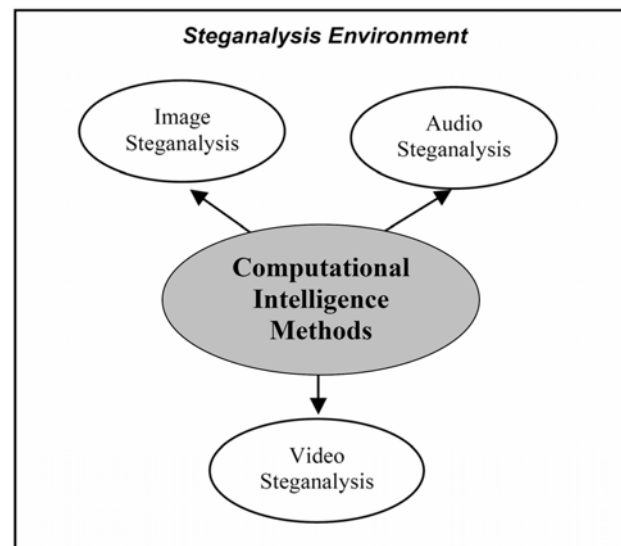 Steganalysis Environment
Image
Steganalysis
Audio
Steganalysis
Computational
Intelligence
Methods
Video
Steganalysis